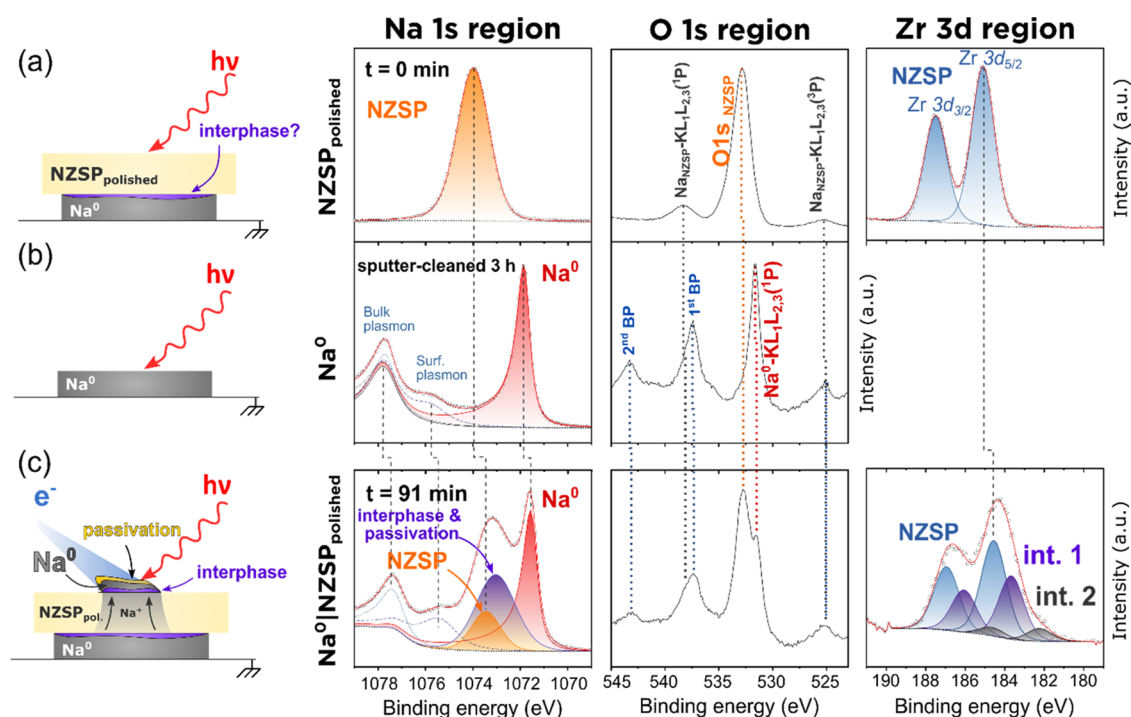 Na 1s region
O 1s region
Zr 3d region
(a)
hν
interphase?
NZSPpolished
Na⁰
NZSPpolished
t = 0 min
NZSP
NaNZSP-KL₁L₂,₃(¹P)
O1s NZSP
NaNZSP-KL₁L₂,₃(³P)
NZSP
Zr 3d₅/₂
Zr 3d₃/₂
Intensity (a.u.)
(b)
hν
Na⁰
Na⁰
sputter-cleaned 3 h
Na⁰
Bulk
plasmon
Surf.
plasmon
2nd BP
1st BP
Na⁰-KL₁L₂,₃(¹P)
Intensity (a.u.)
Intensity (a.u.)
(c)
e⁻
hν
passivation
Na⁰
interphase
NZSPpol.
Na⁺
Na⁰
Na⁰|NZSPpolished
t = 91 min
Na⁰
interphase &
passivation
NZSP
NZSP
int. 1
int. 2
1078 1076 1074 1072 1070
Binding energy (eV)
545 540 535 530 525
Binding energy (eV)
190 188 186 184 182 180
Binding energy (eV)